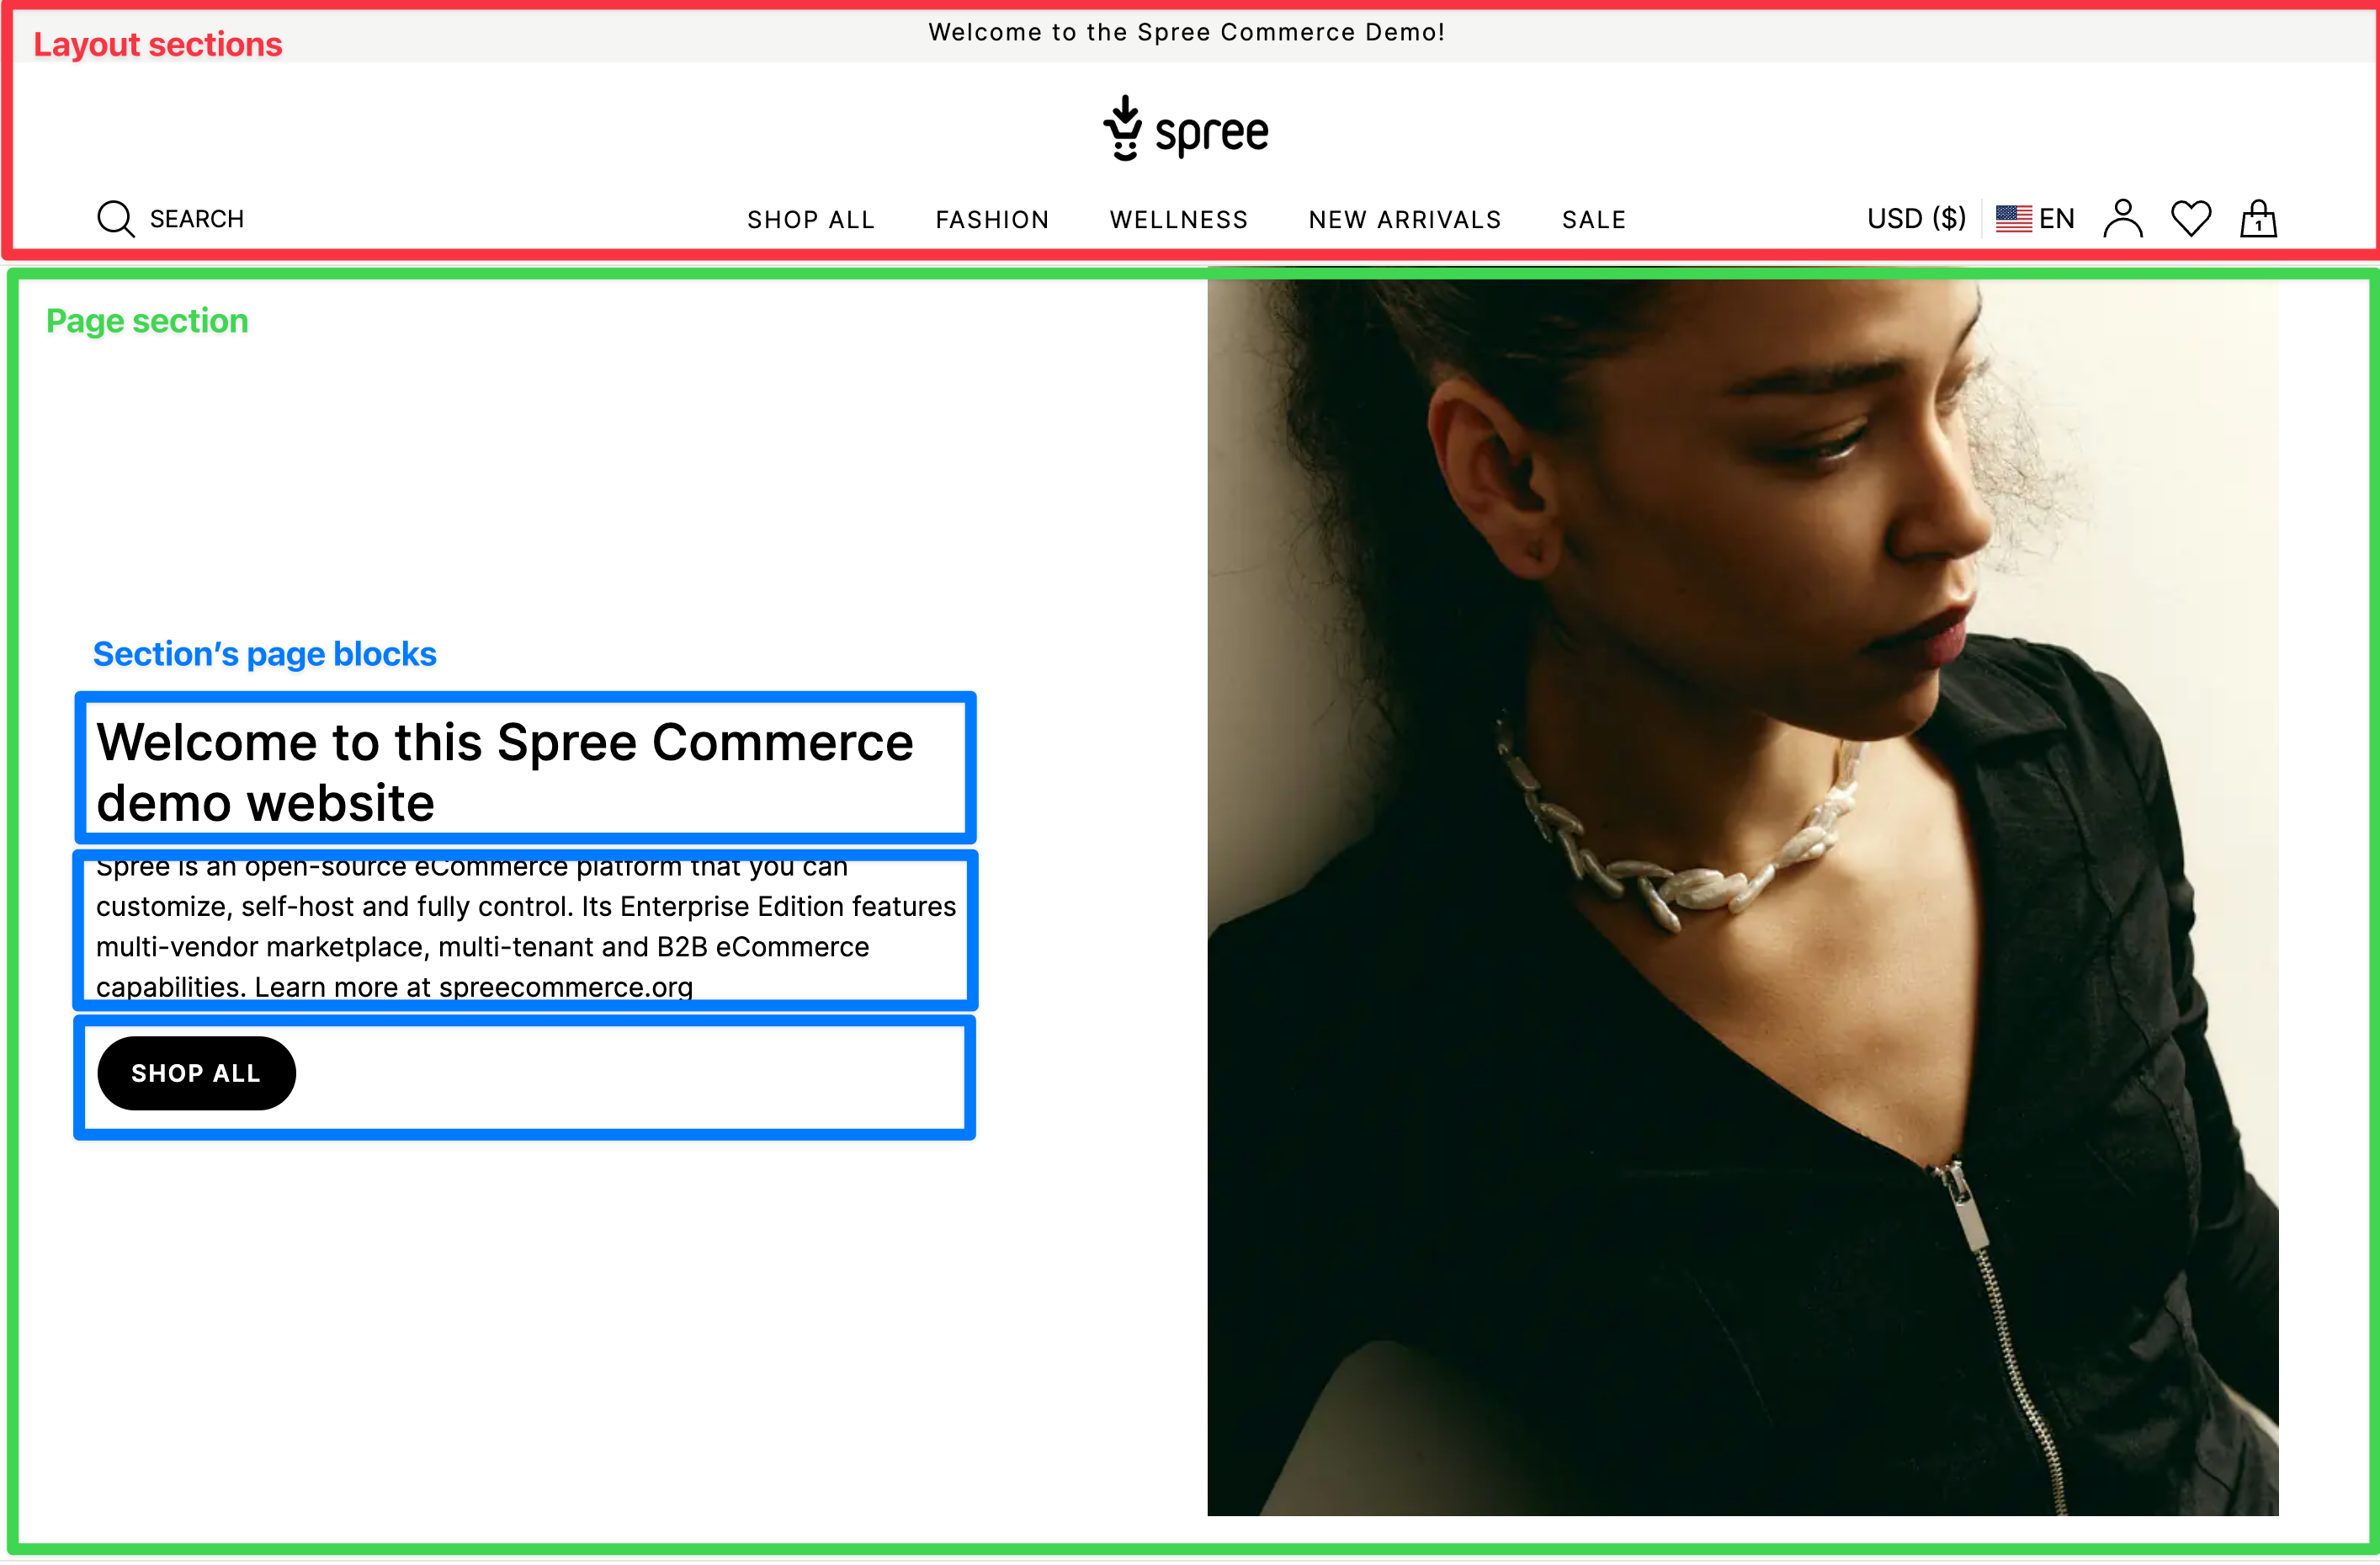 Welcome to the Spree Commerce Demo!
Layout sections
spree
SEARCH
SHOP ALL FASHION WELLNESS NEW ARRIVALS SALE
USD ($) EN
1
Page section
Section’s page blocks
Welcome to this Spree Commerce
demo website
Spree is an open-source eCommerce platform that you can
customize, self-host and fully control. Its Enterprise Edition features
multi-vendor marketplace, multi-tenant and B2B eCommerce
capabilities. Learn more at spreecommerce.org
SHOP ALL